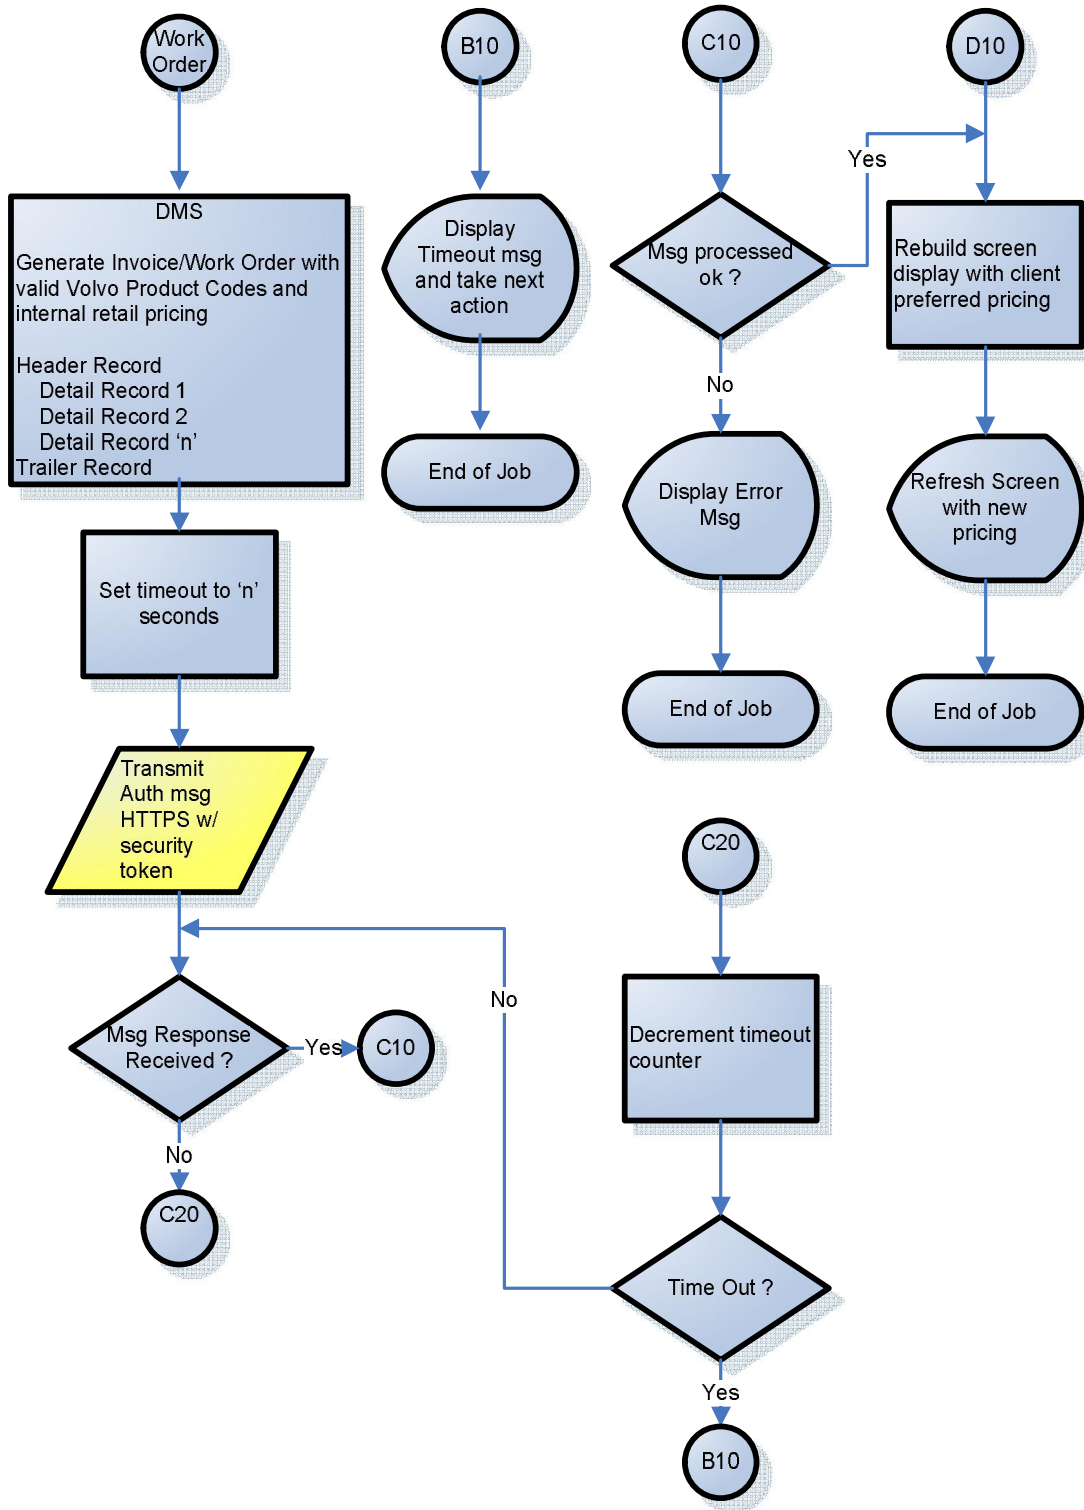 Work
Order
DMS
Generate Invoice/Work Order with
valid Volvo Product Codes and
internal retail pricing
Header Record
Detail Record 1
Detail Record 2
Detail Record ‘n’
Trailer Record
Set timeout to ‘n’
seconds
Transmit
Auth msg
HTTPS w/
security
token
Msg Response
Received ?
Yes
C10
No
C20
B10
Display
Timeout msg
and take next
action
End of Job
C10
Msg processed
ok ?
Yes
No
Display Error
Msg
End of Job
D10
Rebuild screen
display with client
preferred pricing
Refresh Screen
with new
pricing
End of Job
C20
Decrement timeout
counter
Time Out ?
No
Yes
B10